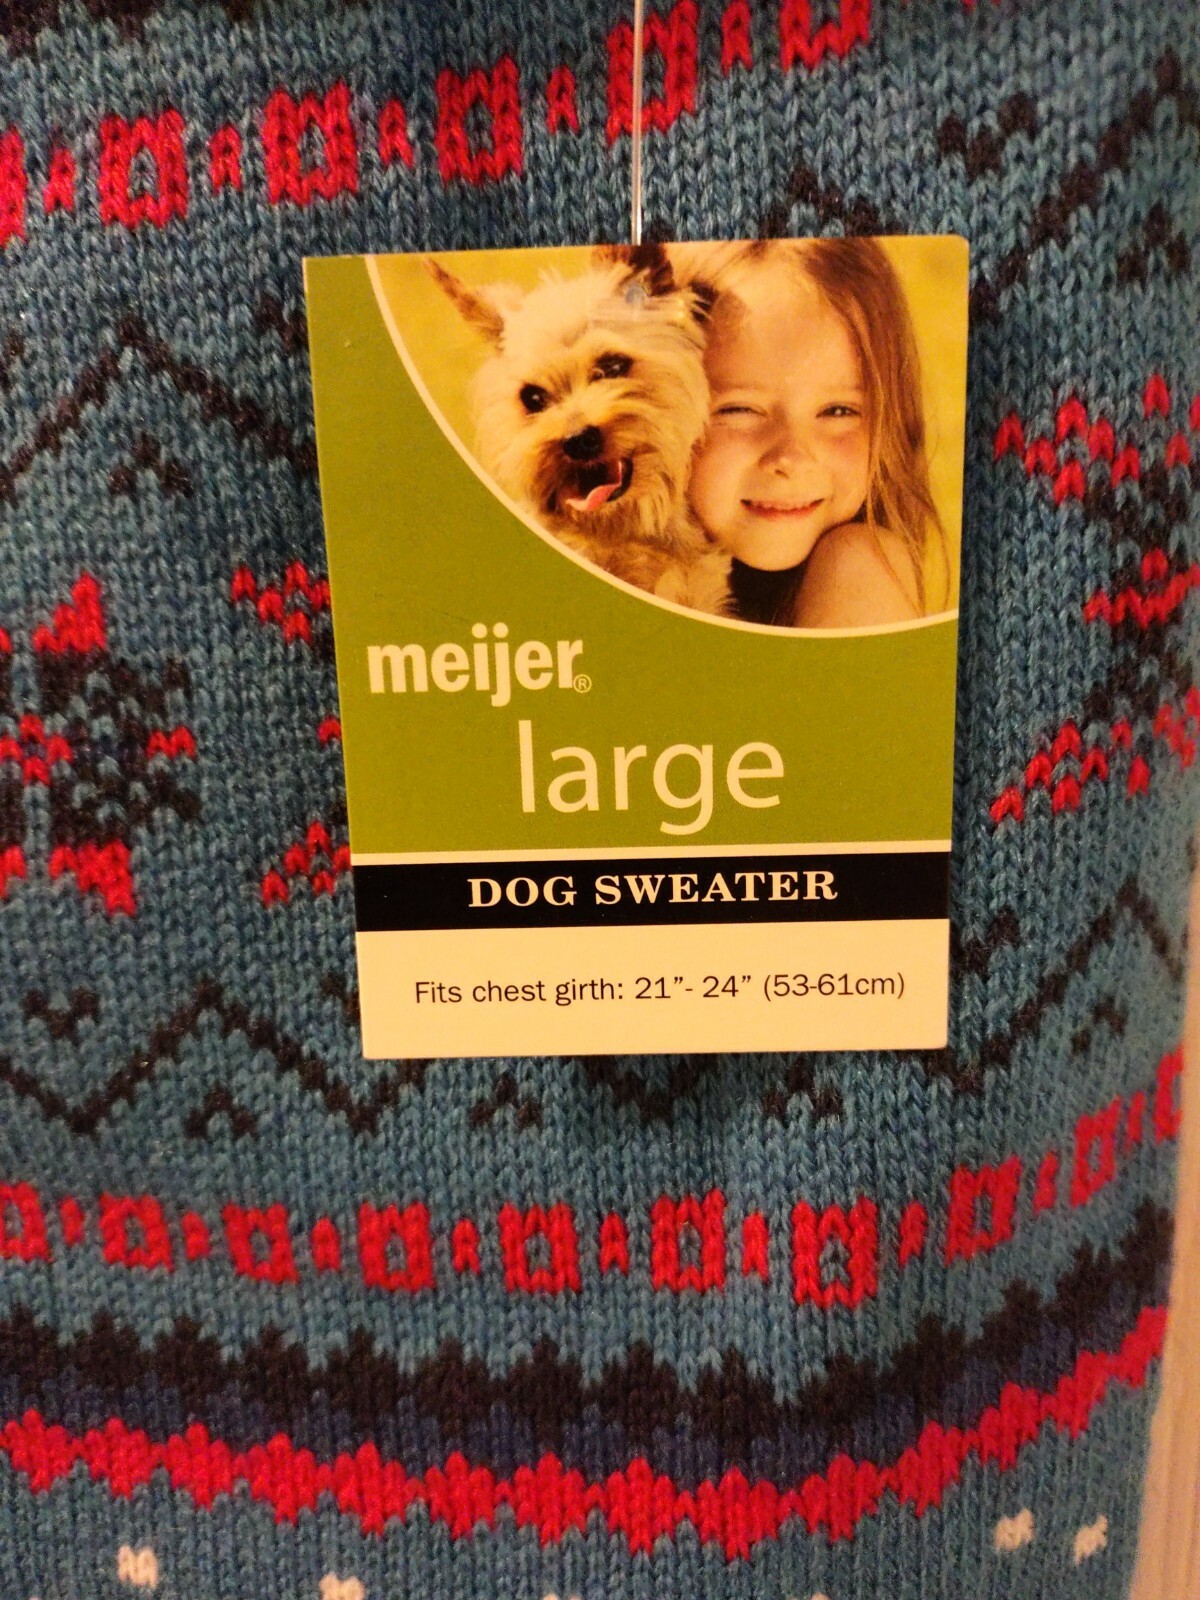 meijer®
large
DOG SWEATER
Fits chest girth: 21”- 24” (53-61cm)